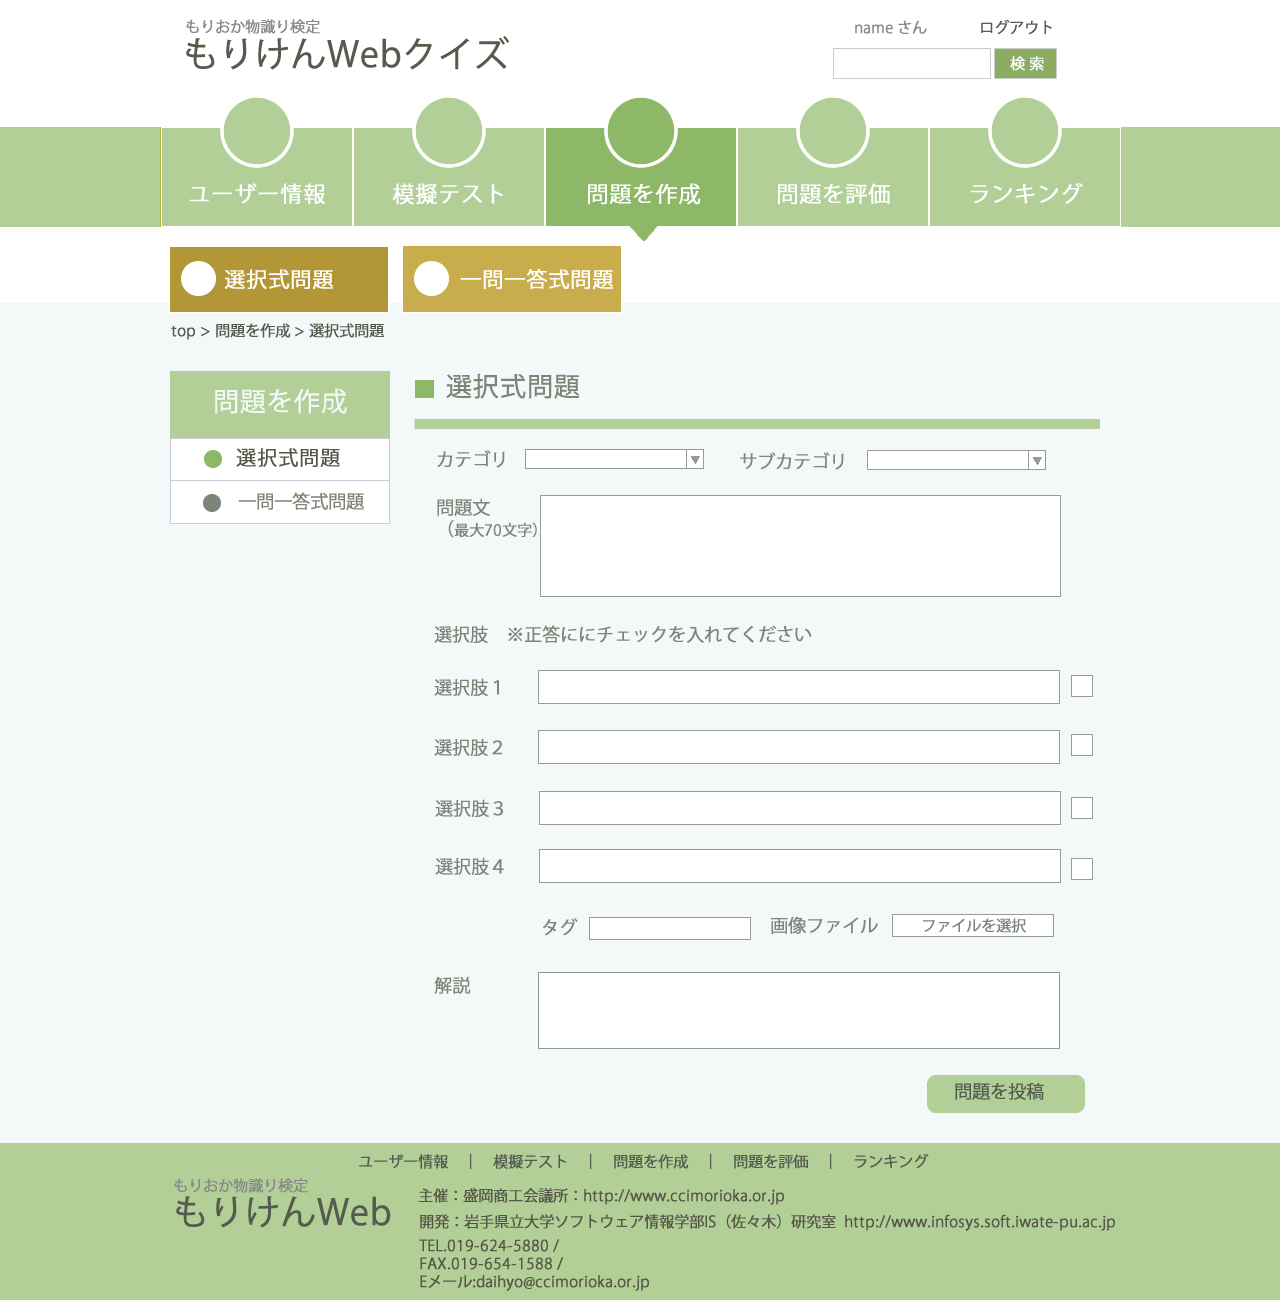 もりおか物識り検定
もりけんWebクイズ
name さん
ログアウト
検 索
ユーザー情報
模擬テスト
問題を作成
問題を評価
ランキング
選択式問題
一問一答式問題
top > 問題を作成 > 選択式問題
問題を作成
選択式問題
一問一答式問題
選択式問題
カテゴリ
サブカテゴリ
問題文
（最大70文字）
選択肢　※正答ににチェックを入れてください
選択肢１
選択肢２
選択肢３
選択肢４
タグ
画像ファイル
ファイルを選択
解説
問題を投稿
ユーザー情報 | 模擬テスト | 問題を作成 | 問題を評価 | ランキング
もりおか物識り検定
もりけんWeb
主催：盛岡商工会議所：http://www.ccimorioka.or.jp
開発：岩手県立大学ソフトウェア情報学部IS（佐々木）研究室 http://www.infosys.soft.iwate-pu.ac.jp
TEL.019-624-5880 /
FAX.019-654-1588 /
Eメール:daihyo@ccimorioka.or.jp